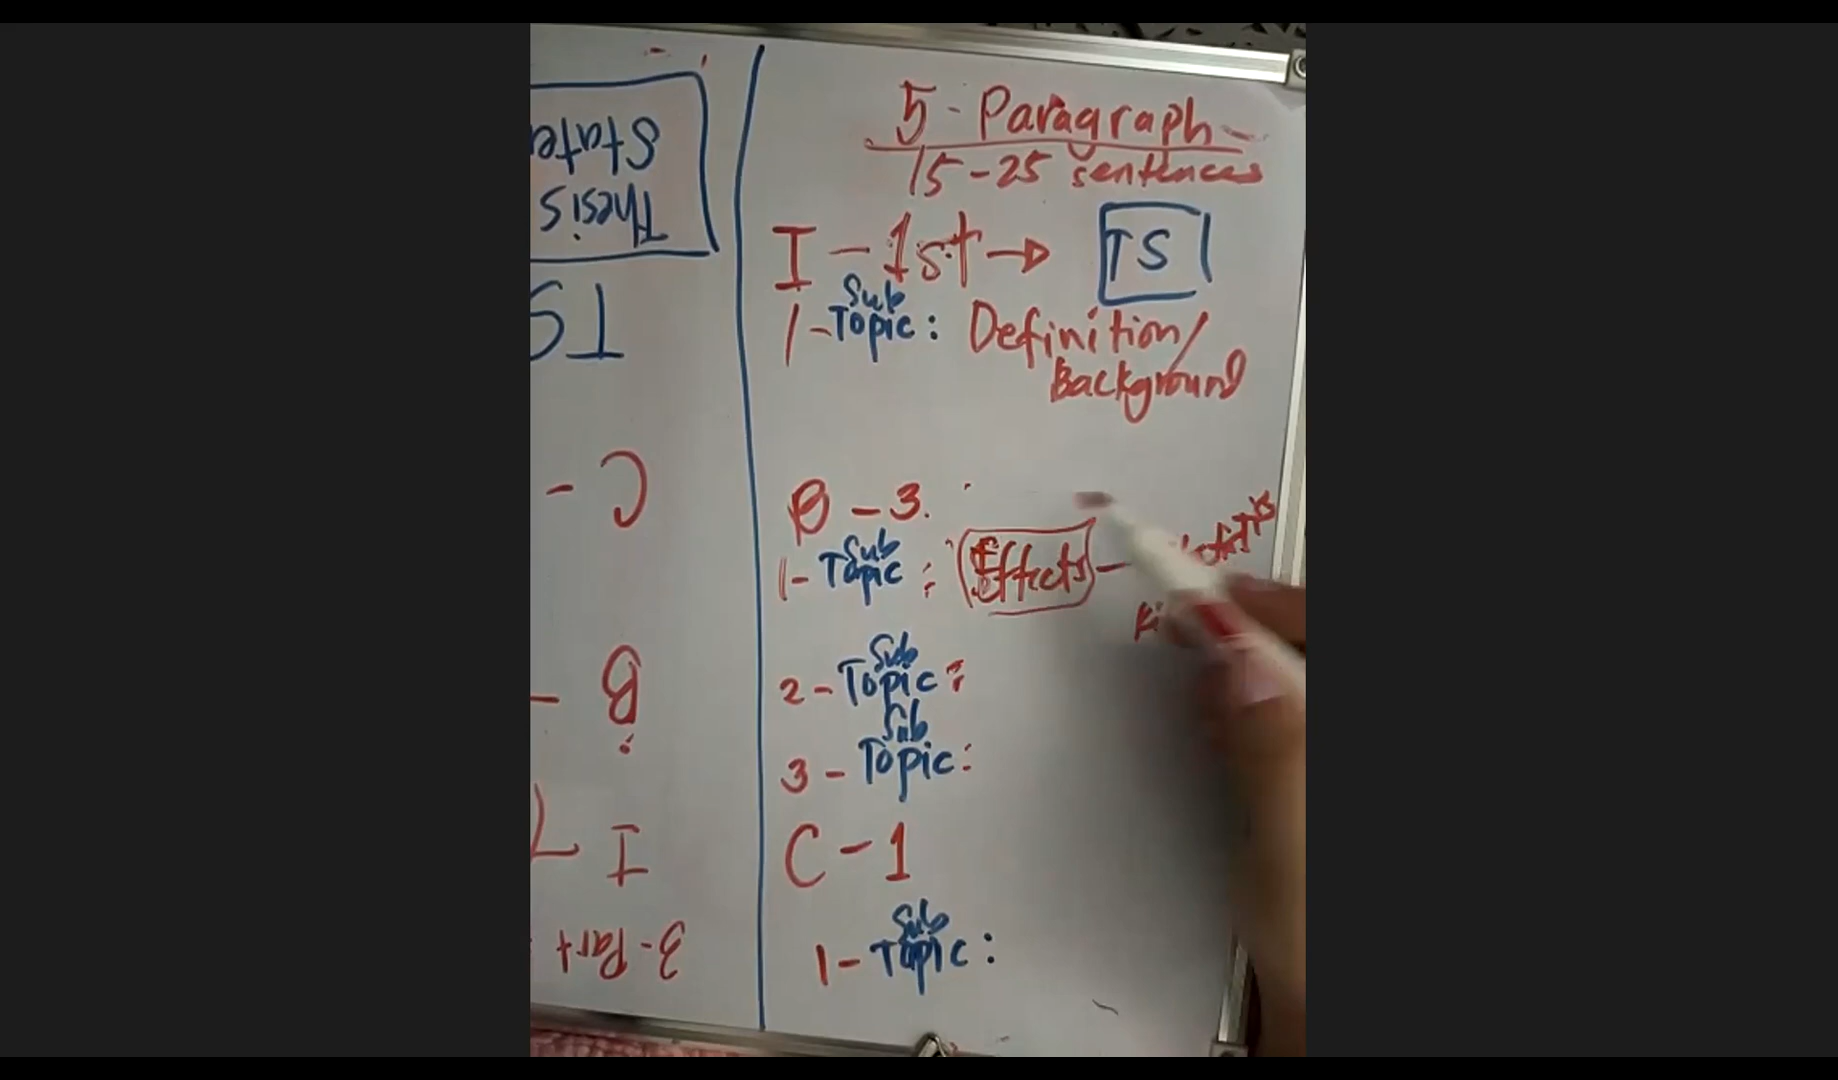 5 - Paragraph
15-25 sentences
I - 1st → TS
1 - Sub Topic : Definition/
Background
B - 3.
1 - Sub Topic : Effects -
2 - Sub Topic :
3 - Sub Topic :
C - 1
1 - Sub Topic :
3-Part
I
B -
C -
TS
Thesis